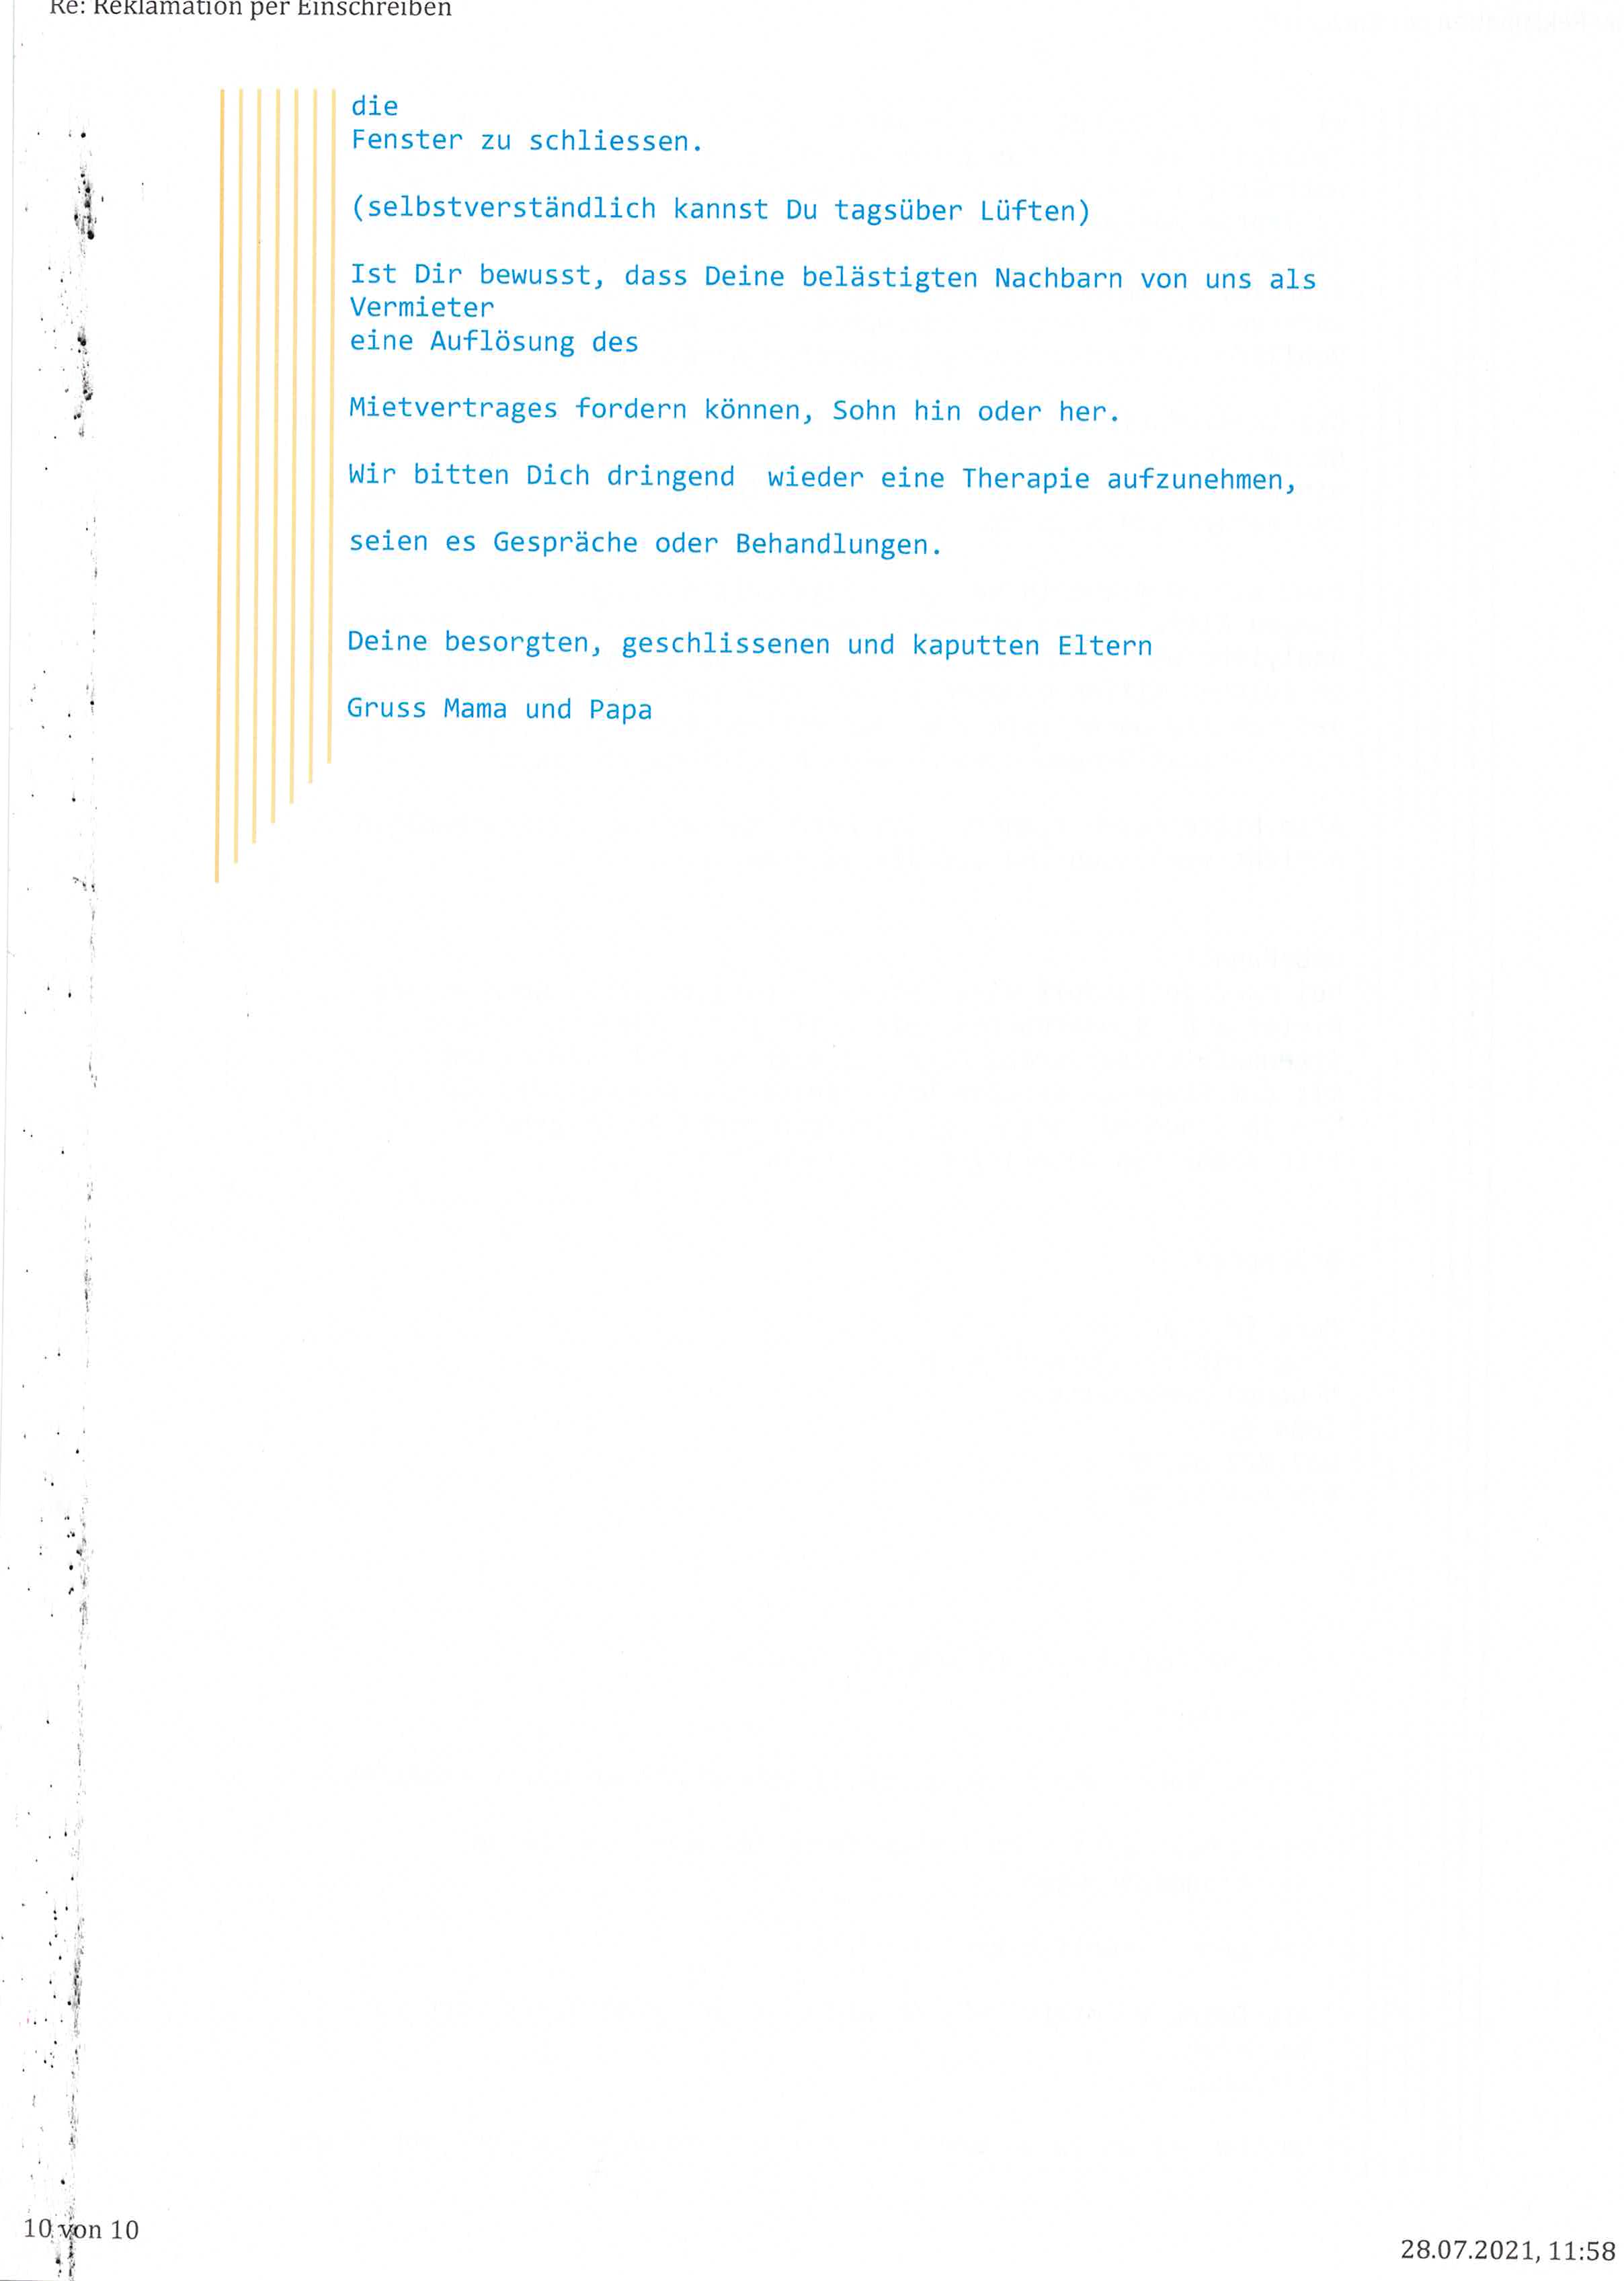 Re: Reklamation per Einschreiben
die
Fenster zu schliessen.
(selbstverständlich kannst Du tagsüber Lüften)
Ist Dir bewusst, dass Deine belästigten Nachbarn von uns als
Vermieter
eine Auflösung des
Mietvertrages fordern können, Sohn hin oder her.
Wir bitten Dich dringend  wieder eine Therapie aufzunehmen,
seien es Gespräche oder Behandlungen.
Deine besorgten, geschlissenen und kaputten Eltern
Gruss Mama und Papa
10 von 10
28.07.2021, 11:58